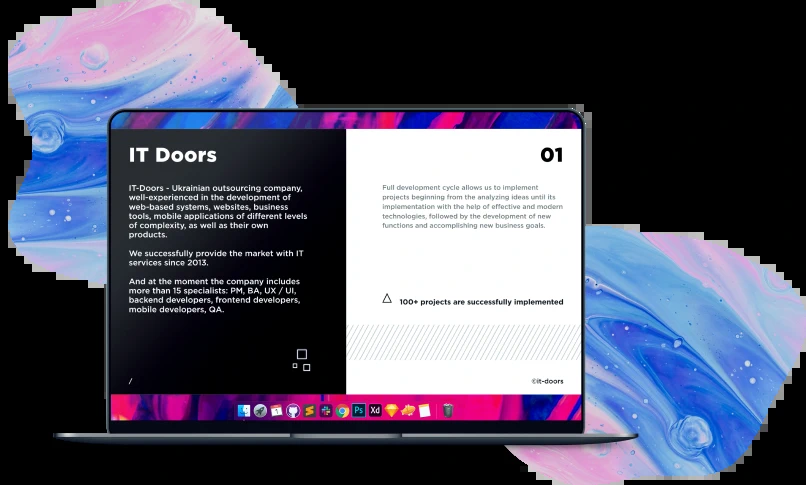 IT Doors
IT-Doors - Ukrainian outsourcing company,
well-experienced in the development of
web-based systems, websites, business
tools, mobile applications of different levels
of complexity, as well as their own
products.
We successfully provide the market with IT
services since 2013.
And at the moment the company includes
more than 15 specialists: PM, BA, UX / UI,
backend developers, frontend developers,
mobile developers, QA.
/
01
Full development cycle allows us to implement
projects beginning from the analyzing ideas until its
implementation with the help of effective and modern
technologies, followed by the development of new
functions and accomplishing new business goals.
100+ projects are successfully implemented
©it-doors
Ps
Xd